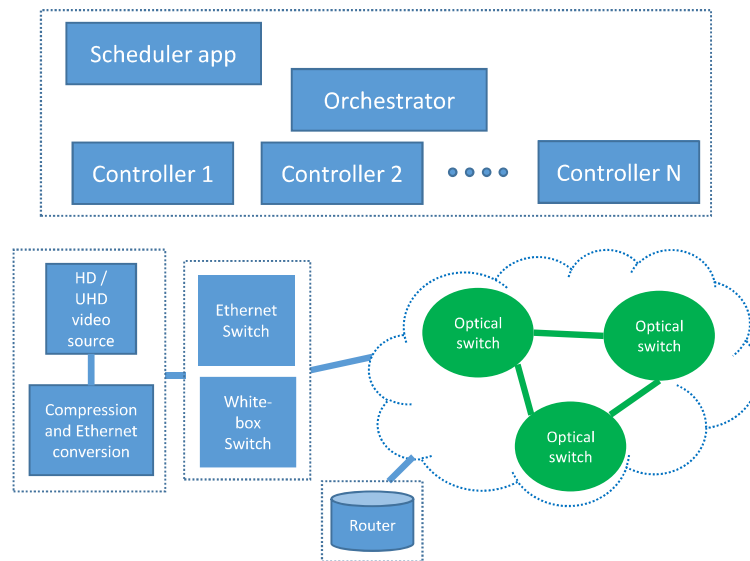 Scheduler app
Orchestrator
Controller 1
Controller 2
Controller N
HD /
UHD
video
source
Compression
and Ethernet
conversion
Ethernet
Switch
White-
box
Switch
Optical
switch
Optical
switch
Optical
switch
Router